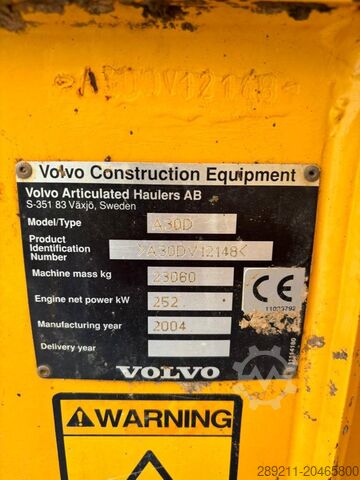 Volvo Construction Equipment
Volvo Articulated Haulers AB
S-351 83 Växjö, Sweden
Model/Type A30D
Product Identification Number >A30DV12148<
Machine mass kg 23060
Engine net power kW 252
CE
Manufacturing year 2004
Delivery year
VOLVO
WARNING
289211-20465800